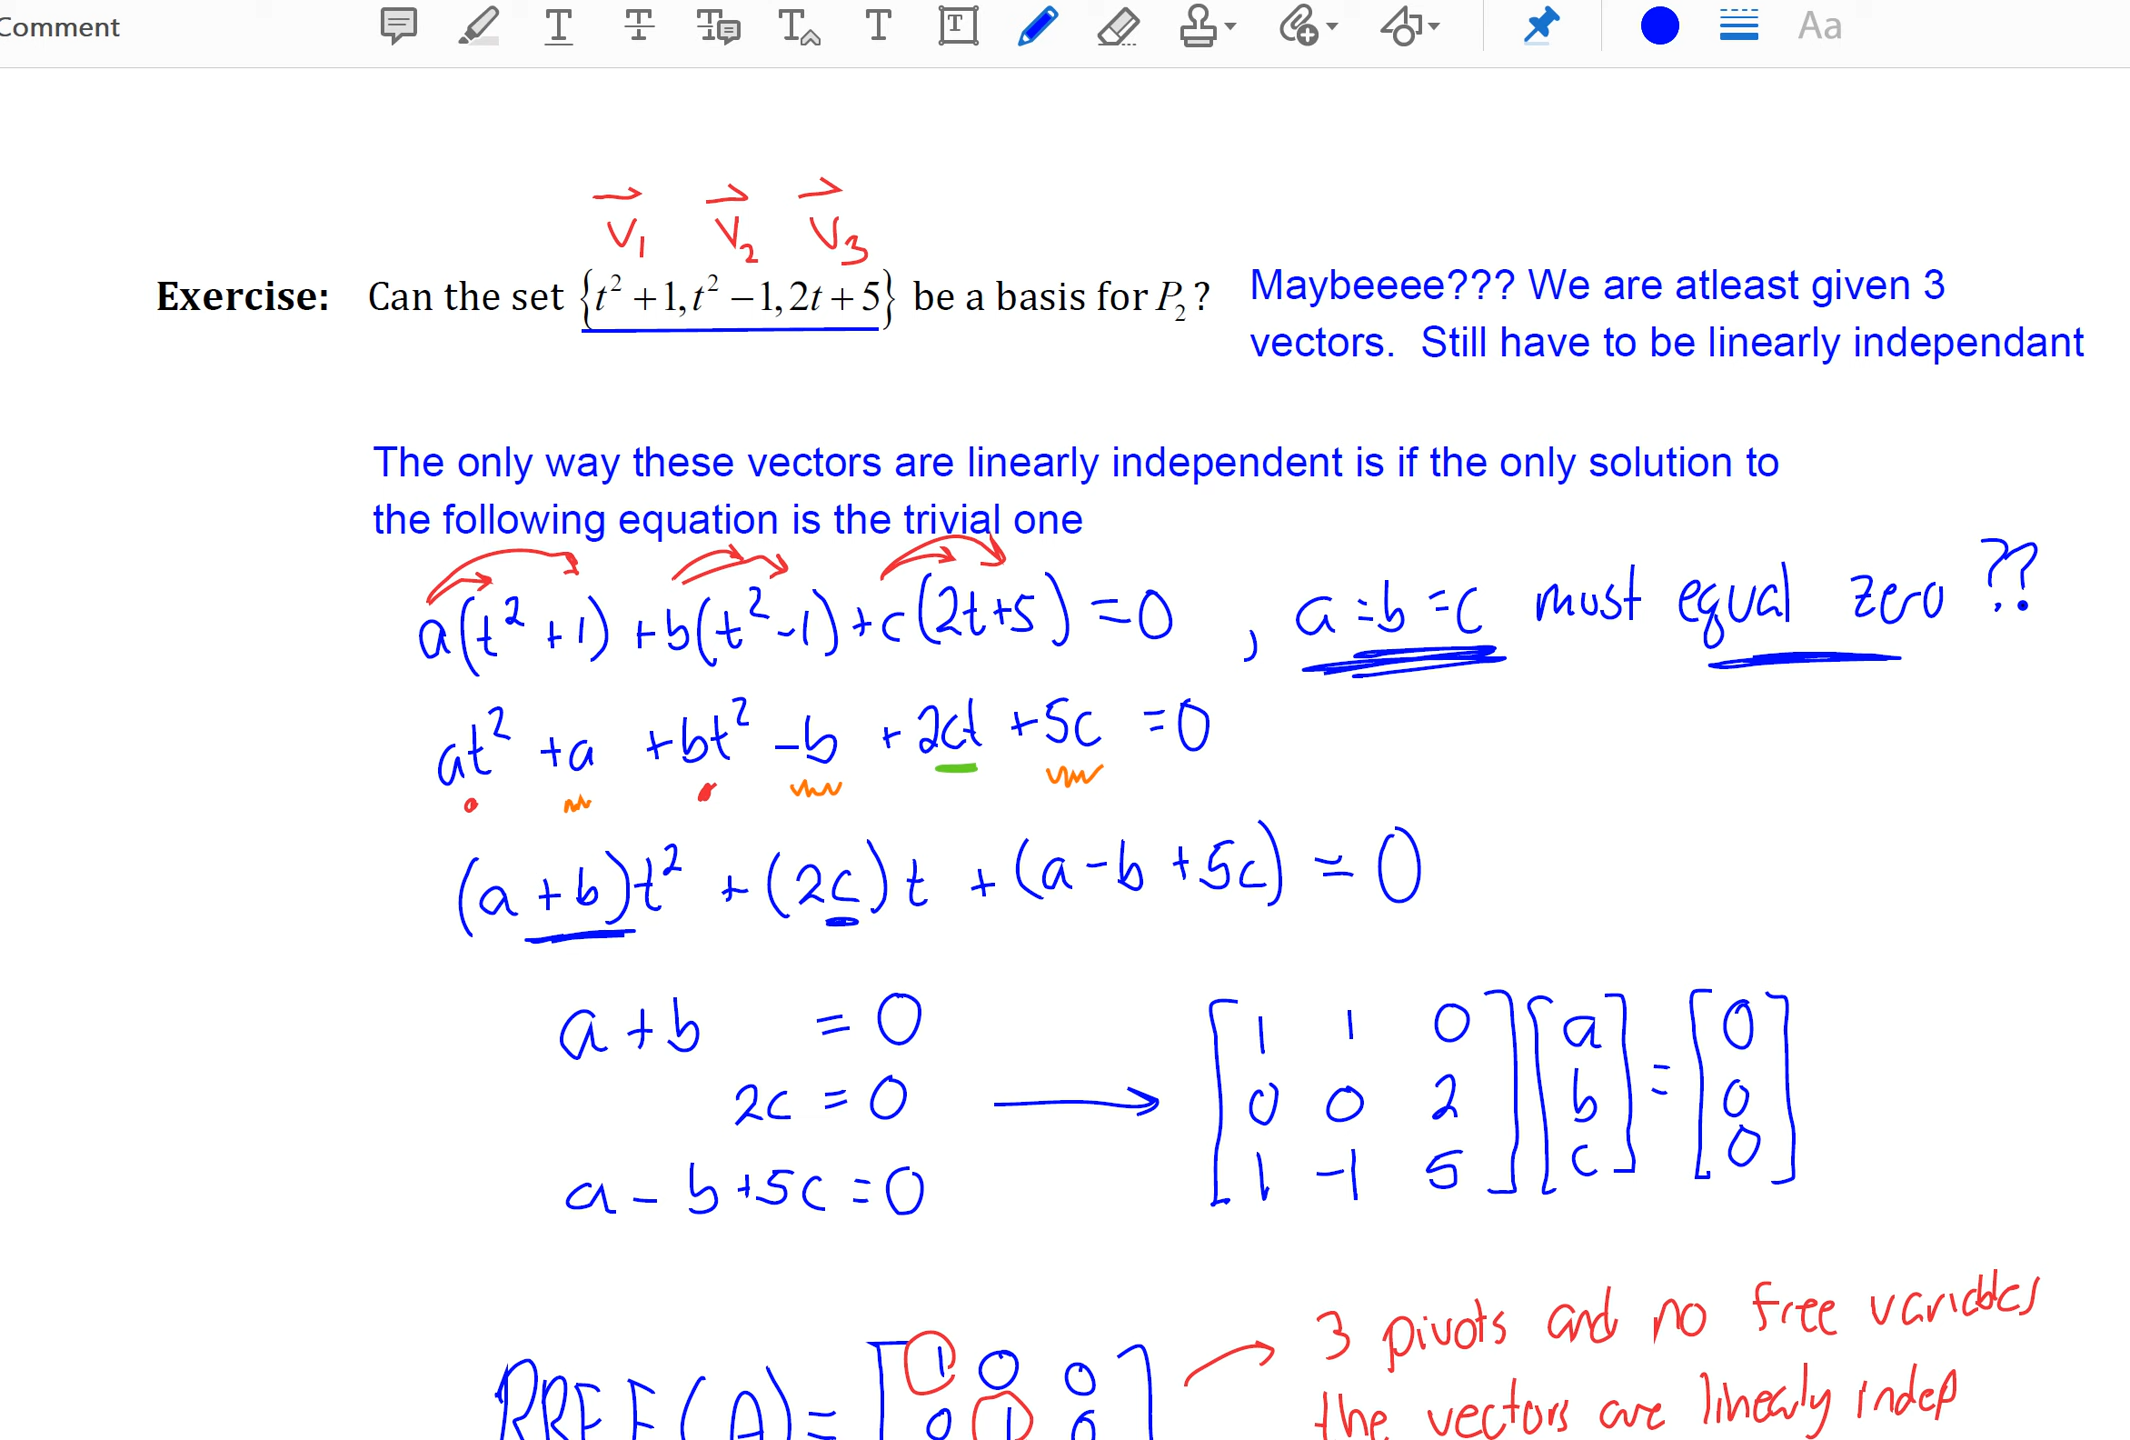 Comment T T T T T T Aa
v₁ v₂ v₃
Exercise: Can the set {t² + 1, t² − 1, 2t + 5} be a basis for P₂? Maybeeee??? We are atleast given 3
vectors. Still have to be linearly independant
The only way these vectors are linearly independent is if the only solution to
the following equation is the trivial one
a(t² + 1) + b(t² - 1) + c(2t + 5) = 0 , a = b = c must equal zero ??
at² + a + bt² - b + 2ct + 5c = 0
(a + b)t² + (2c)t + (a - b + 5c) = 0
a + b = 0
2c = 0
a - b + 5c = 0
[1 1 0
0 0 2
1 -1 5] [a
b
c] = [0
0
0]
3 pivots and no free variables
RREF(A) = [1 0 0
0 1 0
the vectors are linearly indep